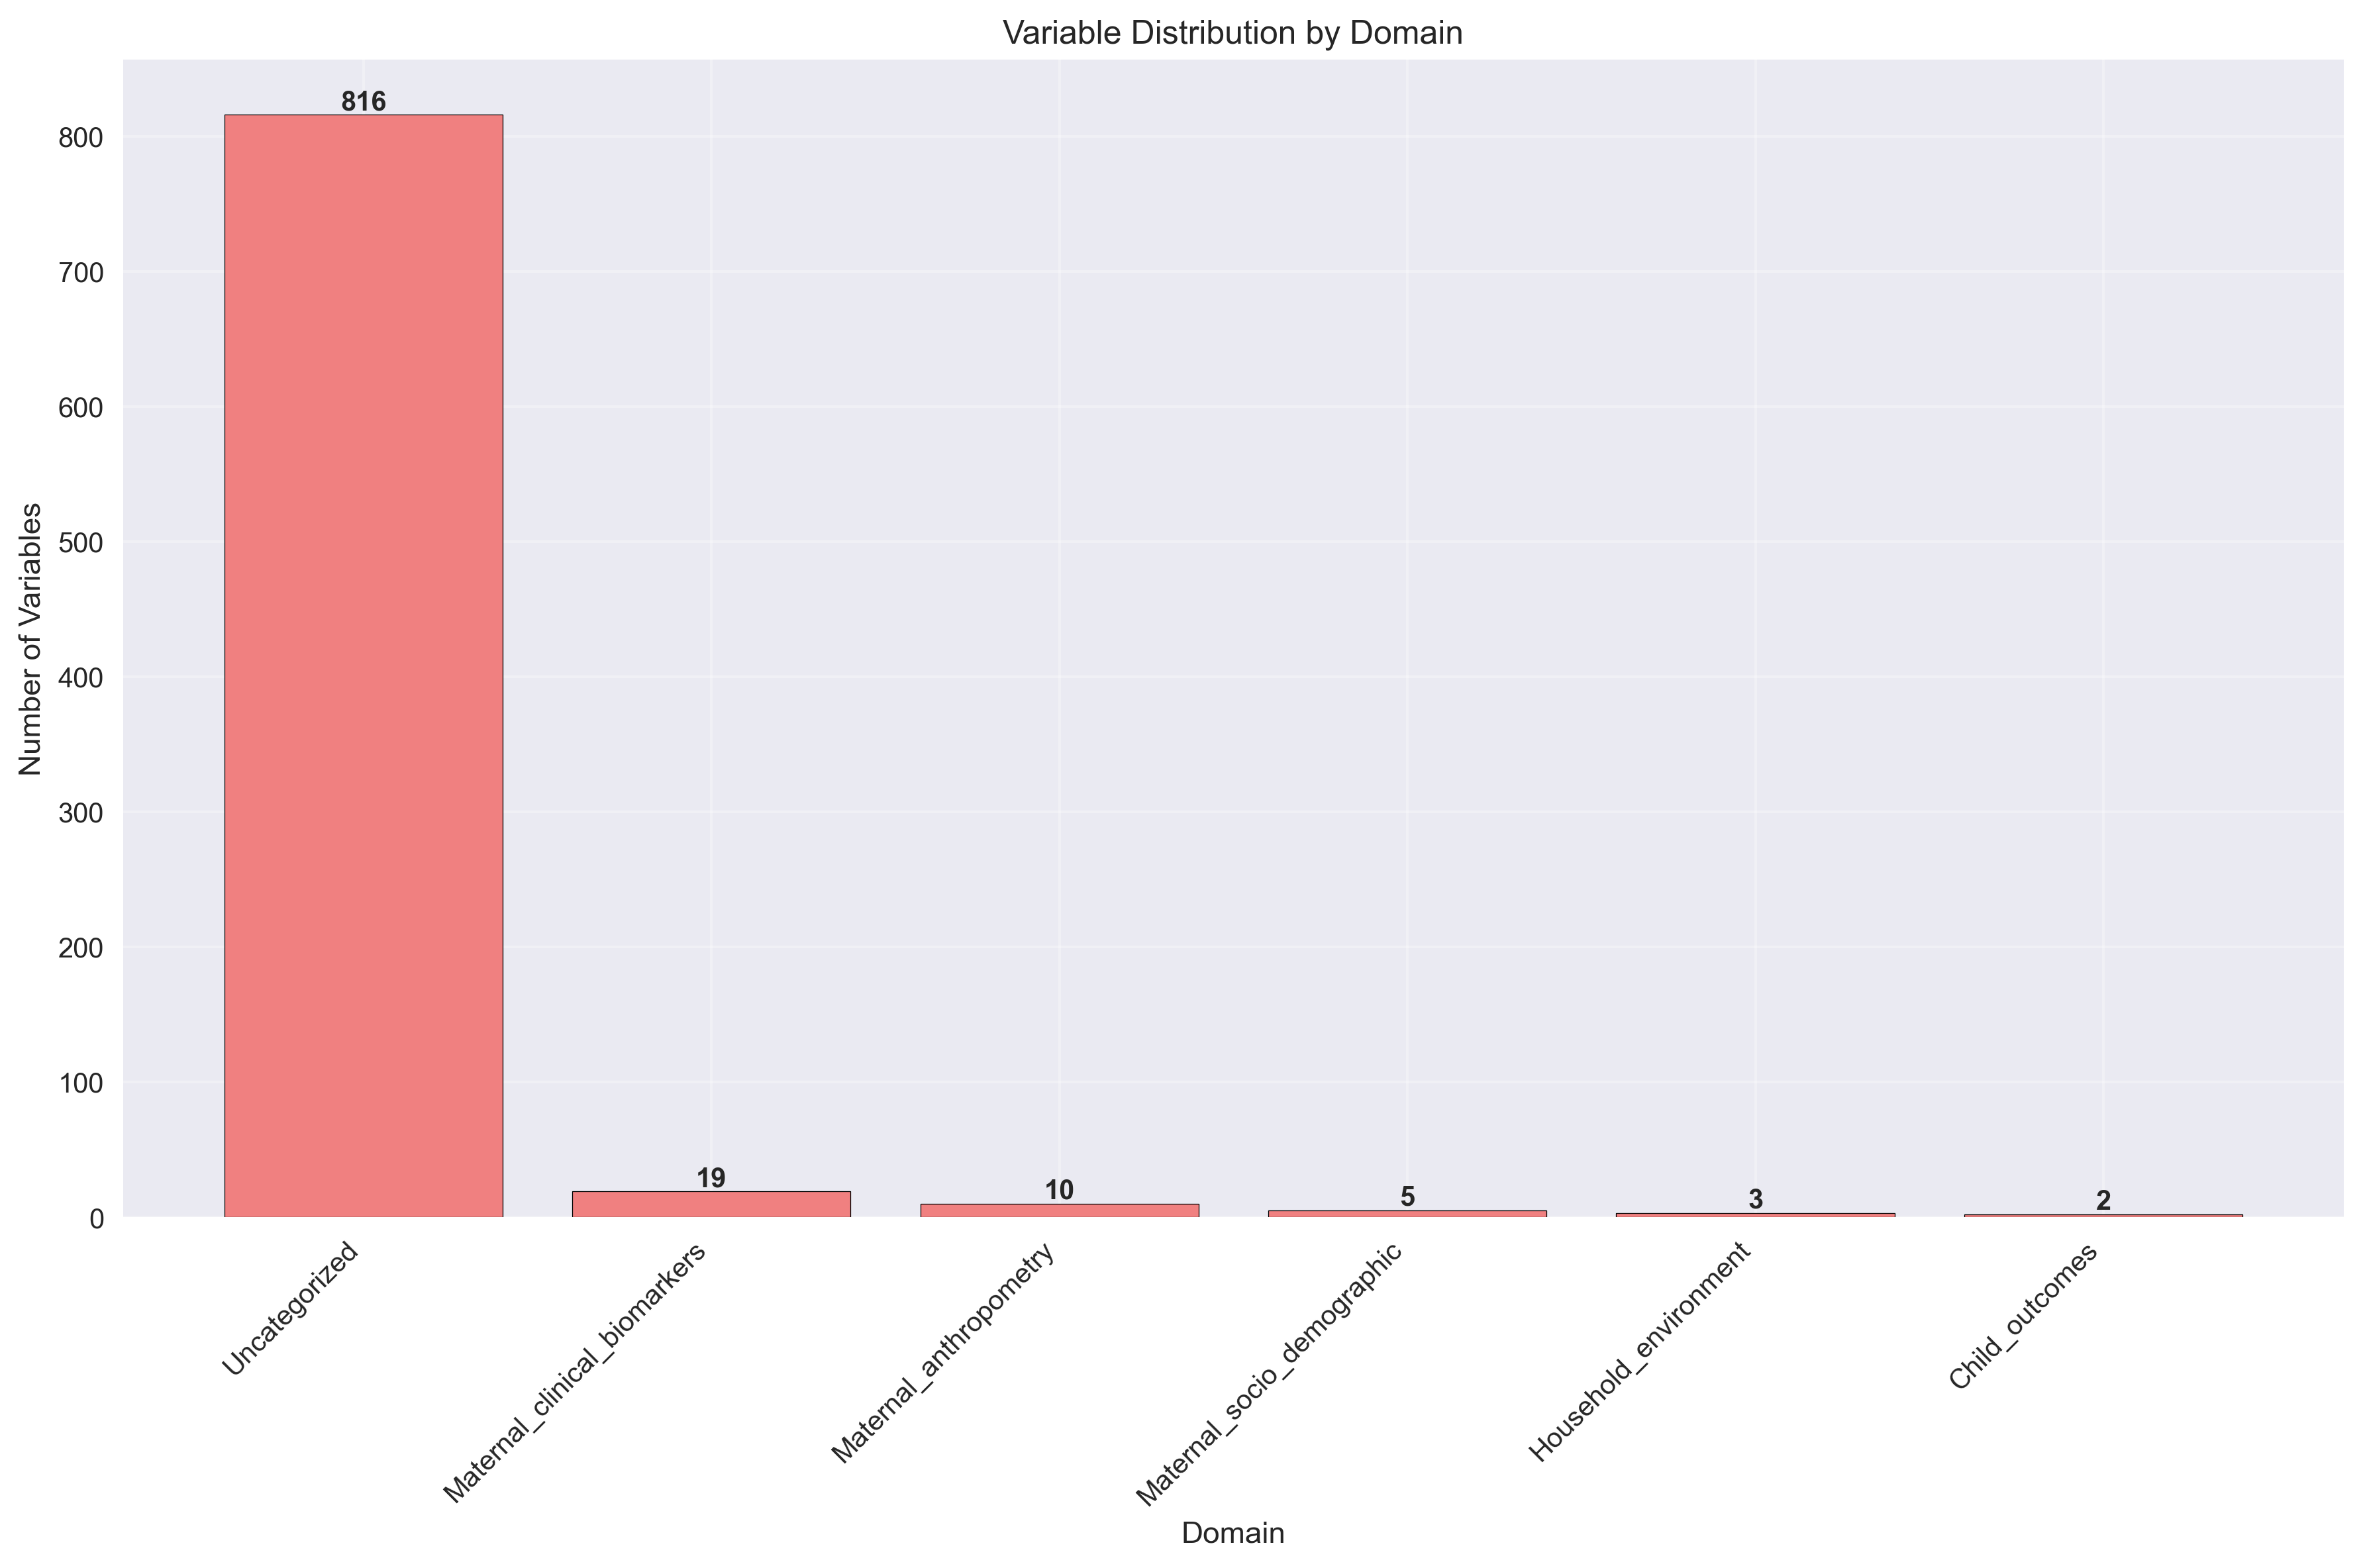 Variable Distribution by Domain
Number of Variables
800
700
600
500
400
300
200
100
0
816
19
10
5
3
2
Uncategorized
Maternal_clinical_biomarkers
Maternal_anthropometry
Maternal_socio_demographic
Household_environment
Child_outcomes
Domain